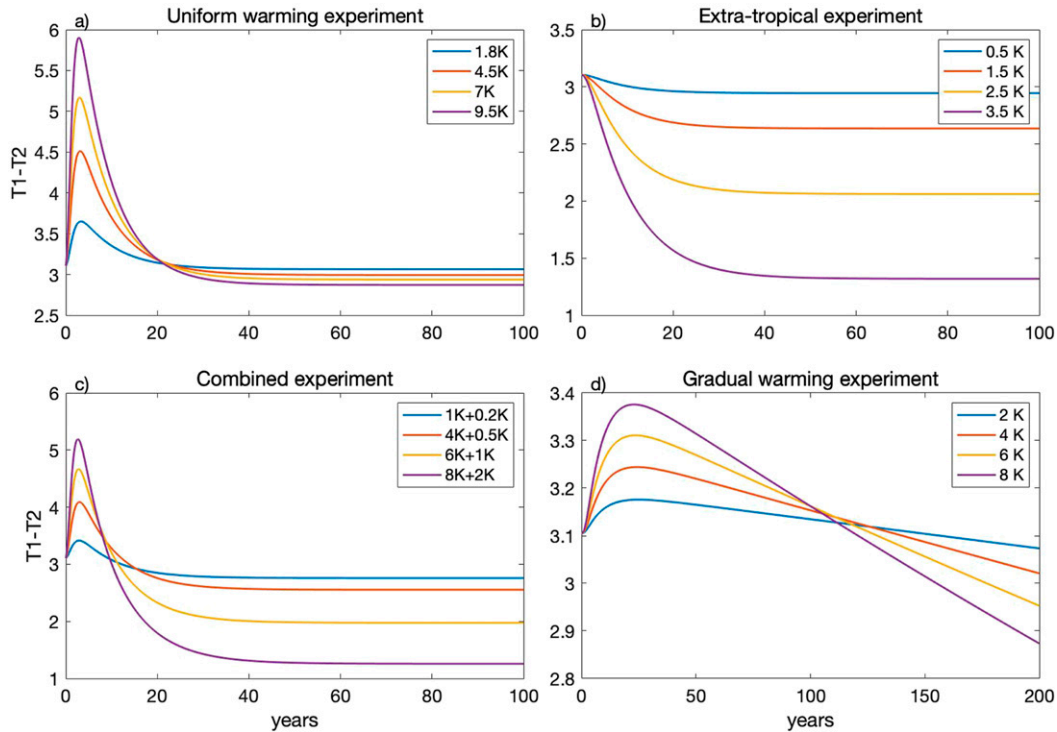 a) Uniform warming experiment
6
5.5
5
4.5
4
3.5
3
2.5
T1-T2
0 20 40 60 80 100
1.8K
4.5K
7K
9.5K
b) Extra-tropical experiment
3.5
3
2.5
2
1.5
1
0 20 40 60 80 100
0.5 K
1.5 K
2.5 K
3.5 K
c) Combined experiment
6
5
4
3
2
1
T1-T2
0 20 40 60 80 100
years
1K+0.2K
4K+0.5K
6K+1K
8K+2K
d) Gradual warming experiment
3.4
3.3
3.2
3.1
3
2.9
2.8
0 50 100 150 200
years
2 K
4 K
6 K
8 K